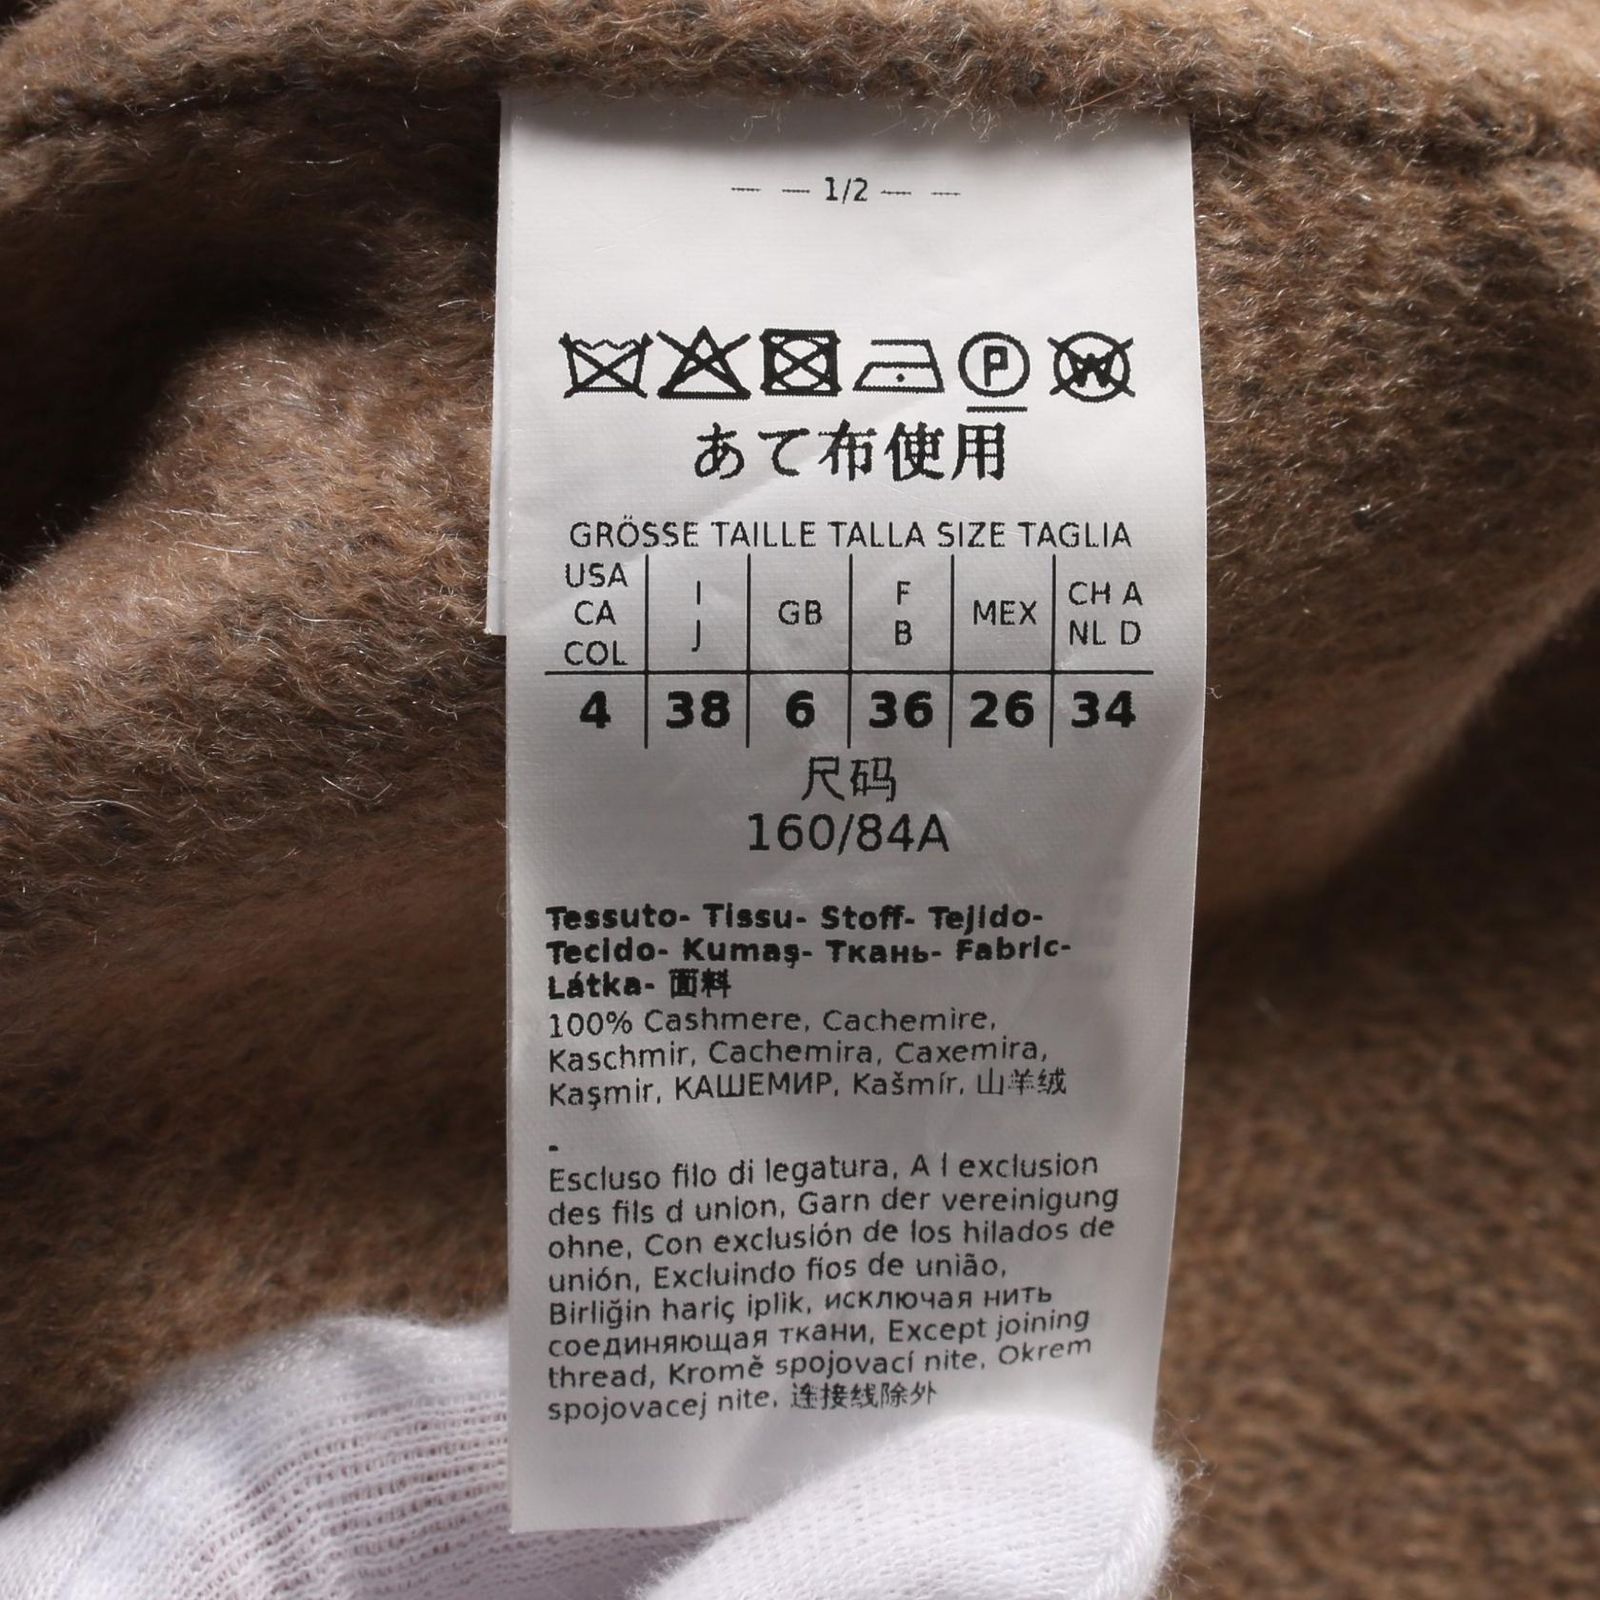 — — 1/2 — —
P W
あて布使用
GRÖSSE TAILLE TALLA SIZE TAGLIA
USA CA COL
I J
GB
F B
MEX
CH A NL D
4 38 6 36 26 34
尺码
160/84A
Tessuto- Tissu- Stoff- Tejido-
Tecido- Kumaş- Ткань- Fabric-
Látka- 面料
100% Cashmere, Cachemire,
Kaschmir, Cachemira, Caxemira,
Kaşmir, КАШЕМИР, Kašmír, 山羊绒
-
Escluso filo di legatura, A l exclusion
des fils d union, Garn der vereinigung
ohne, Con exclusión de los hilados de
unión, Excluindo fios de união,
Birliğin hariç iplik, исключая нить
соединяющая ткани, Except joining
thread, Kromě spojovací nite, Okrem
spojovacej nite, 连接线除外